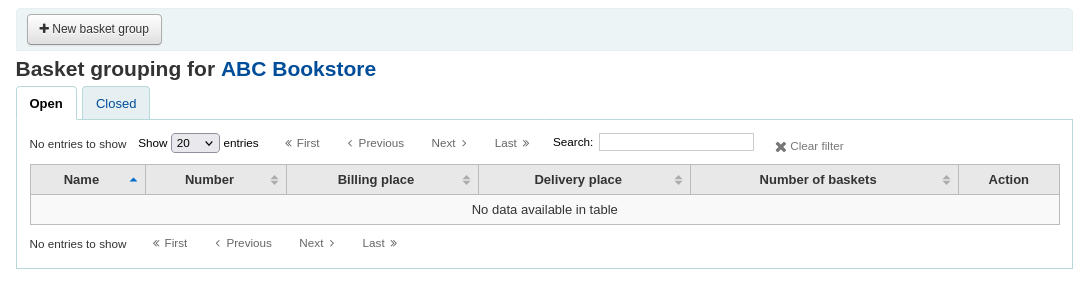 New basket group
Basket grouping for ABC Bookstore
Open Closed
No entries to show Show 20 entries First Previous Next Last Search: Clear filter
Name Number Billing place Delivery place Number of baskets Action
No data available in table
No entries to show First Previous Next Last